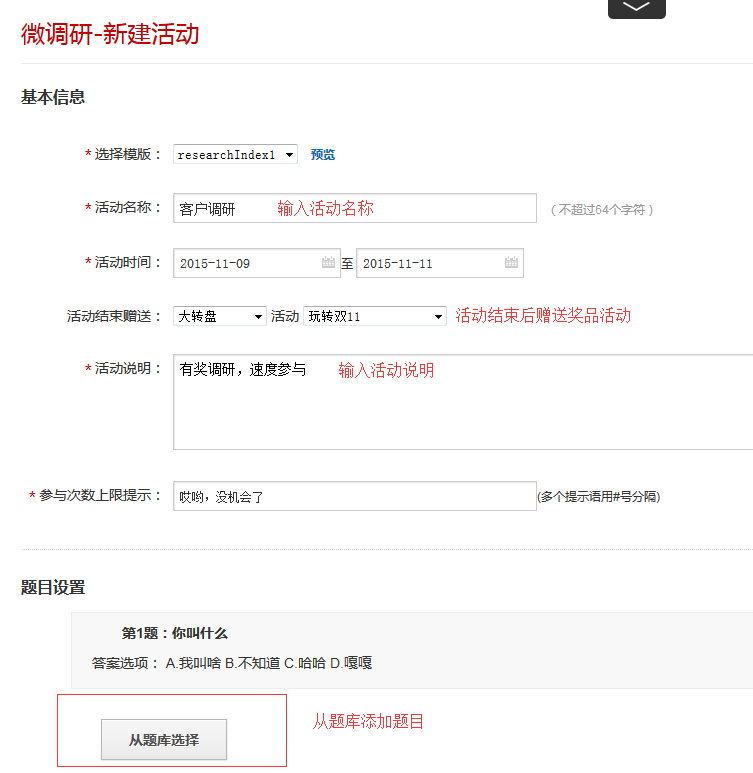 微调研-新建活动
基本信息
* 选择模版： researchIndex1 预览
* 活动名称： 客户调研 输入活动名称 （不超过64个字符）
* 活动时间： 2015-11-09 至 2015-11-11
活动结束赠送： 大转盘 活动 玩转双11 活动结束后赠送奖品活动
* 活动说明： 有奖调研，速度参与 输入活动说明
* 参与次数上限提示： 哎哟，没机会了 (多个提示语用#号分隔)
题目设置
第1题：你叫什么
答案选项： A.我叫啥 B.不知道 C.哈哈 D.嘎嘎
从题库选择 从题库添加题目